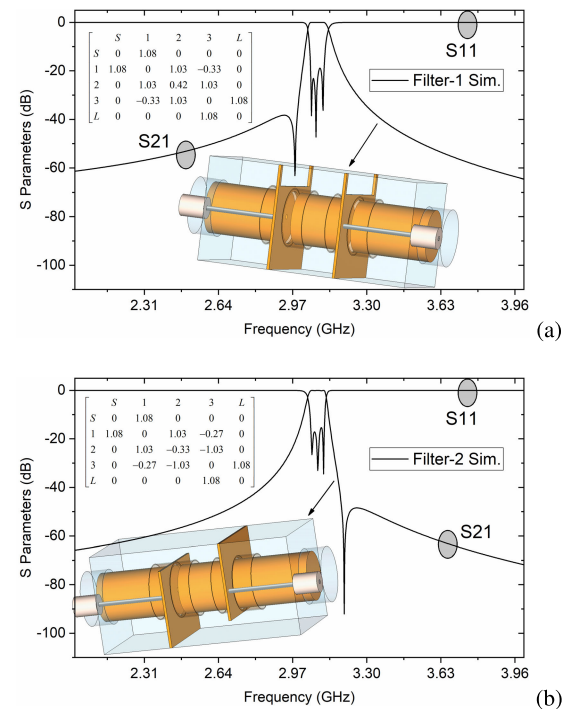 S 1 2 3 L
S 0 1.08 0 0 0
1 1.08 0 1.03 −0.33 0
2 0 1.03 0.42 1.03 0
3 0 −0.33 1.03 0 1.08
L 0 0 0 1.08 0
S11
Filter-1 Sim.
S21
0
-20
-40
-60
-80
-100
S Parameters (dB)
2.31 2.64 2.97 3.30 3.63 3.96
Frequency (GHz)
(a)
S 1 2 3 L
S 0 1.08 0 0 0
1 1.08 0 1.03 −0.27 0
2 0 1.03 −0.33 −1.03 0
3 0 −0.27 −1.03 0 1.08
L 0 0 0 1.08 0
S11
Filter-2 Sim.
S21
0
-20
-40
-60
-80
-100
S Parameters (dB)
2.31 2.64 2.97 3.30 3.63 3.96
Frequency (GHz)
(b)